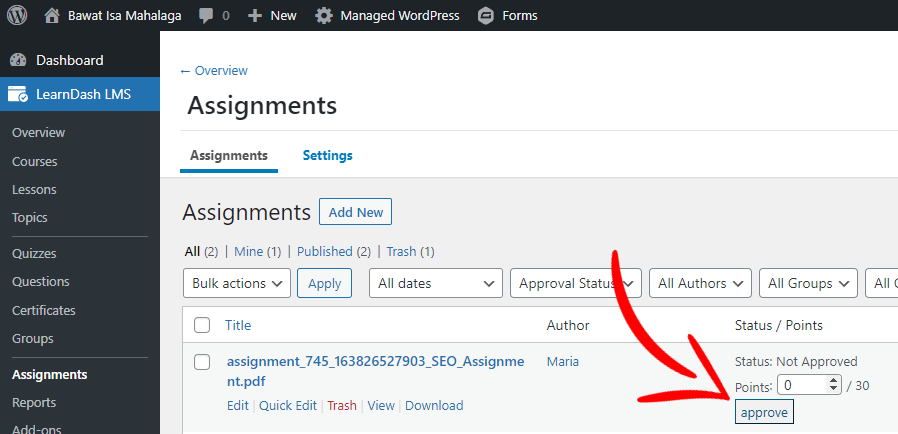 Bawat Isa Mahalaga 0 + New Managed WordPress Forms
Dashboard
LearnDash LMS
Overview
Courses
Lessons
Topics
Quizzes
Questions
Certificates
Groups
Assignments
Reports
Add-ons
← Overview
Assignments
Assignments Settings
Assignments Add New
All (2) | Mine (1) | Published (2) | Trash (1)
Bulk actions Apply All dates Approval Status All Authors All Groups All
Title Author Status / Points
assignment_745_163826527903_SEO_Assignme
nt.pdf
Maria
Status: Not Approved
Points: 0 / 30
Edit | Quick Edit | Trash | View | Download
approve